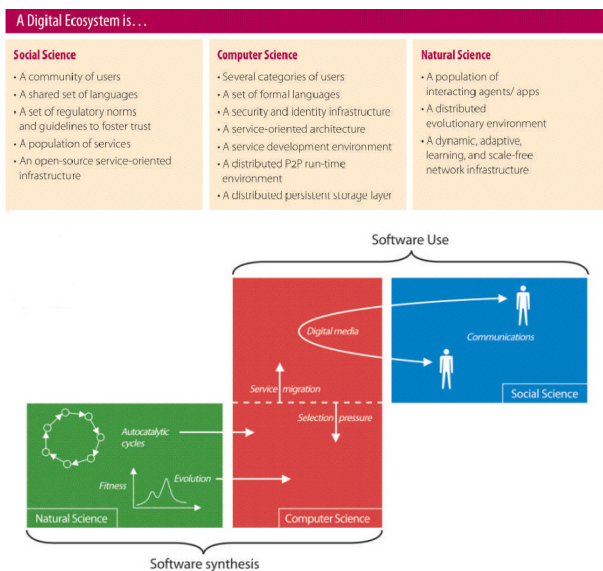 A Digital Ecosystem is…
Social Science
• A community of users
• A shared set of languages
• A set of regulatory norms
and guidelines to foster trust
• A population of services
• An open-source service-oriented
infrastructure
Computer Science
• Several categories of users
• A set of formal languages
• A security and identity infrastructure
• A service-oriented architecture
• A service development environment
• A distributed P2P run-time
environment
• A distributed persistent storage layer
Natural Science
• A population of
interacting agents/ apps
• A distributed
evolutionary environment
• A dynamic, adaptive,
learning, and scale-free
network infrastructure
Software Use
Digital media
Communications
Service migration
Social Science
Selection pressure
Autocatalytic
cycles
Evolution
Fitness
Natural Science
Computer Science
Software synthesis